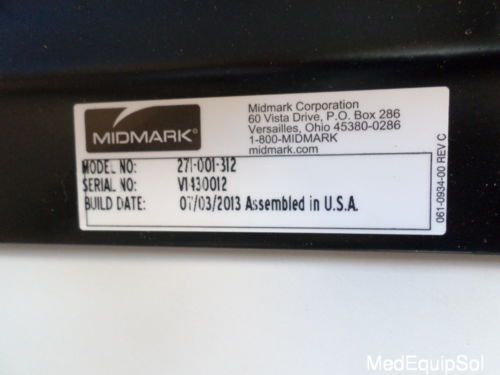 MIDMARK®
Midmark Corporation
60 Vista Drive, P.O. Box 286
Versailles, Ohio 45380-0286
1-800-MIDMARK
midmark.com
MODEL NO: 271-001-312
SERIAL NO: V1430012
BUILD DATE: 07/03/2013 Assembled in U.S.A.
061-0934-00 REV C
MedEquipSol